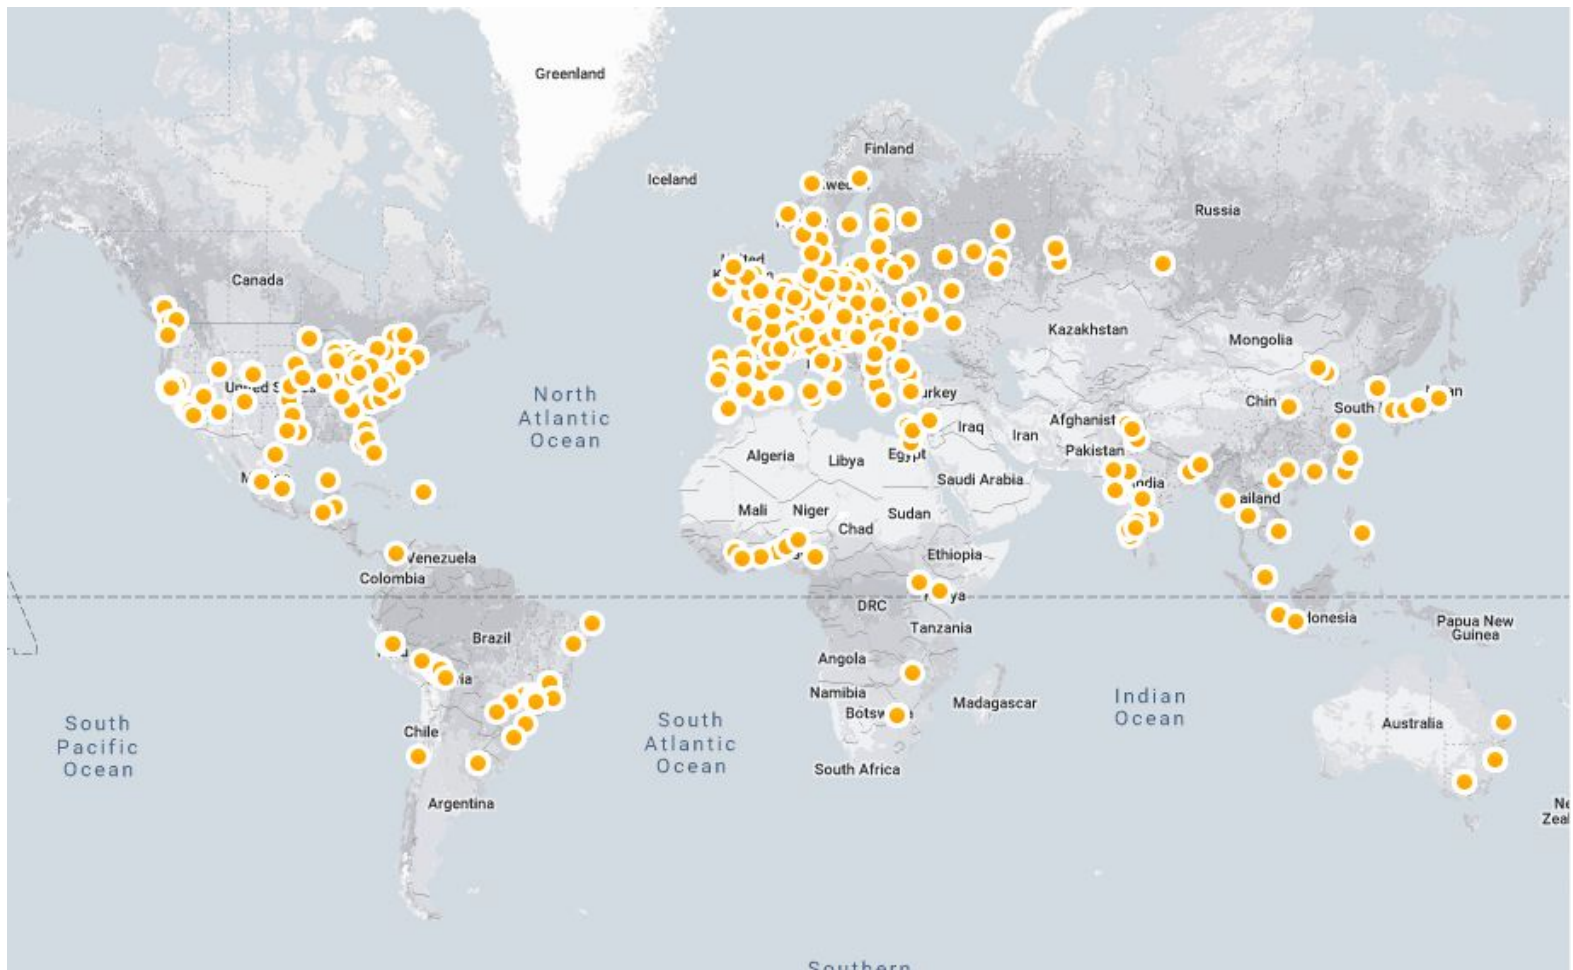 Greenland
Finland
Iceland
Russia
Canada
Kazakhstan
Mongolia
North
Atlantic
Ocean
Iraq
Iran
Pakistan
Algeria
Libya
Egypt
Saudi Arabia
Mali
Niger
Chad
Sudan
Ethiopia
Venezuela
Colombia
DRC
Tanzania
Brazil
Papua New
Guinea
Angola
Namibia
Madagascar
Indian
Ocean
South
Pacific
Ocean
South
Atlantic
Ocean
Chile
Australia
South Africa
Argentina
Southern